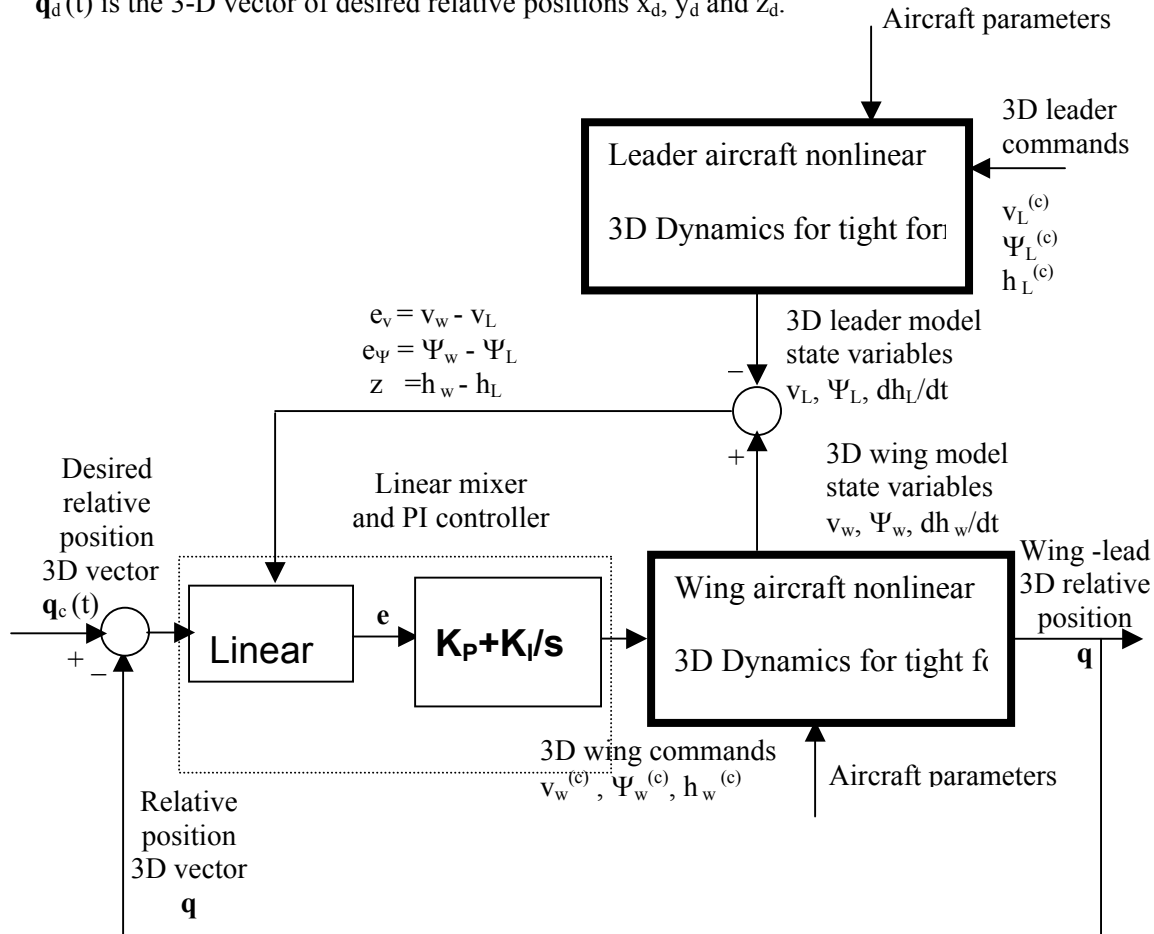 q_d (t) is the 3-D vector of desired relative positions x_d, y_d and z_d.
Aircraft parameters
3D leader
commands
v_L^(c)
Ψ_L^(c)
h_L^(c)
Leader aircraft nonlinear
3D Dynamics for tight for
e_v = v_w - v_L
e_Ψ = Ψ_w - Ψ_L
z = h_w - h_L
3D leader model
state variables
v_L, Ψ_L, dh_L/dt
−
+
3D wing model
state variables
v_w, Ψ_w, dh_w/dt
Desired
relative
position
3D vector
q_c (t)
+
−
Linear mixer
and PI controller
Linear
e
K_P+K_I/s
Wing aircraft nonlinear
3D Dynamics for tight fo
Wing -lead
3D relative
position
q
3D wing commands
v_w^(c), Ψ_w^(c), h_w^(c)
Aircraft parameters
Relative
position
3D vector
q